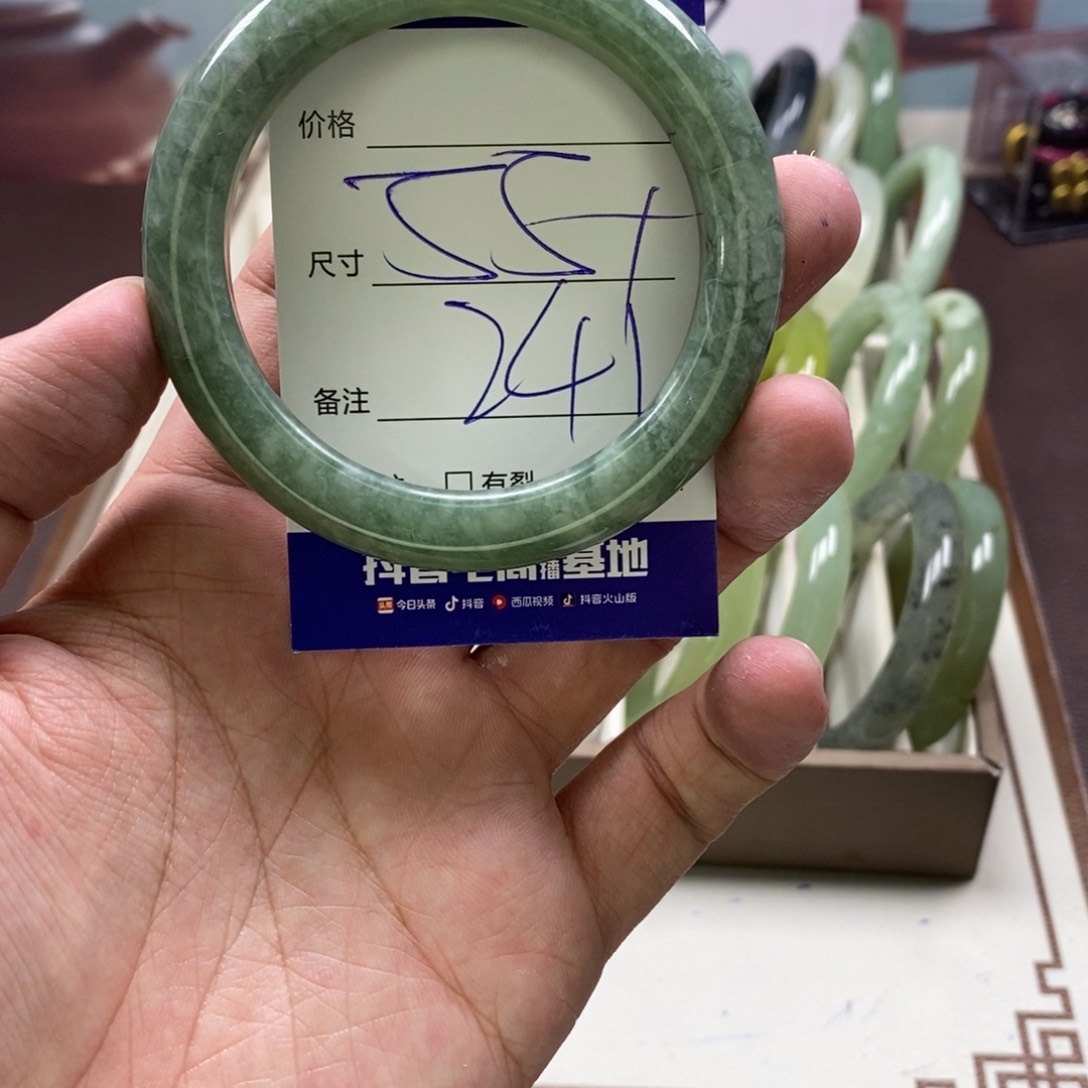 价格
尺寸 55
备注 241
有裂
抖音电商直播基地
今日头条 抖音 西瓜视频 抖音火山版